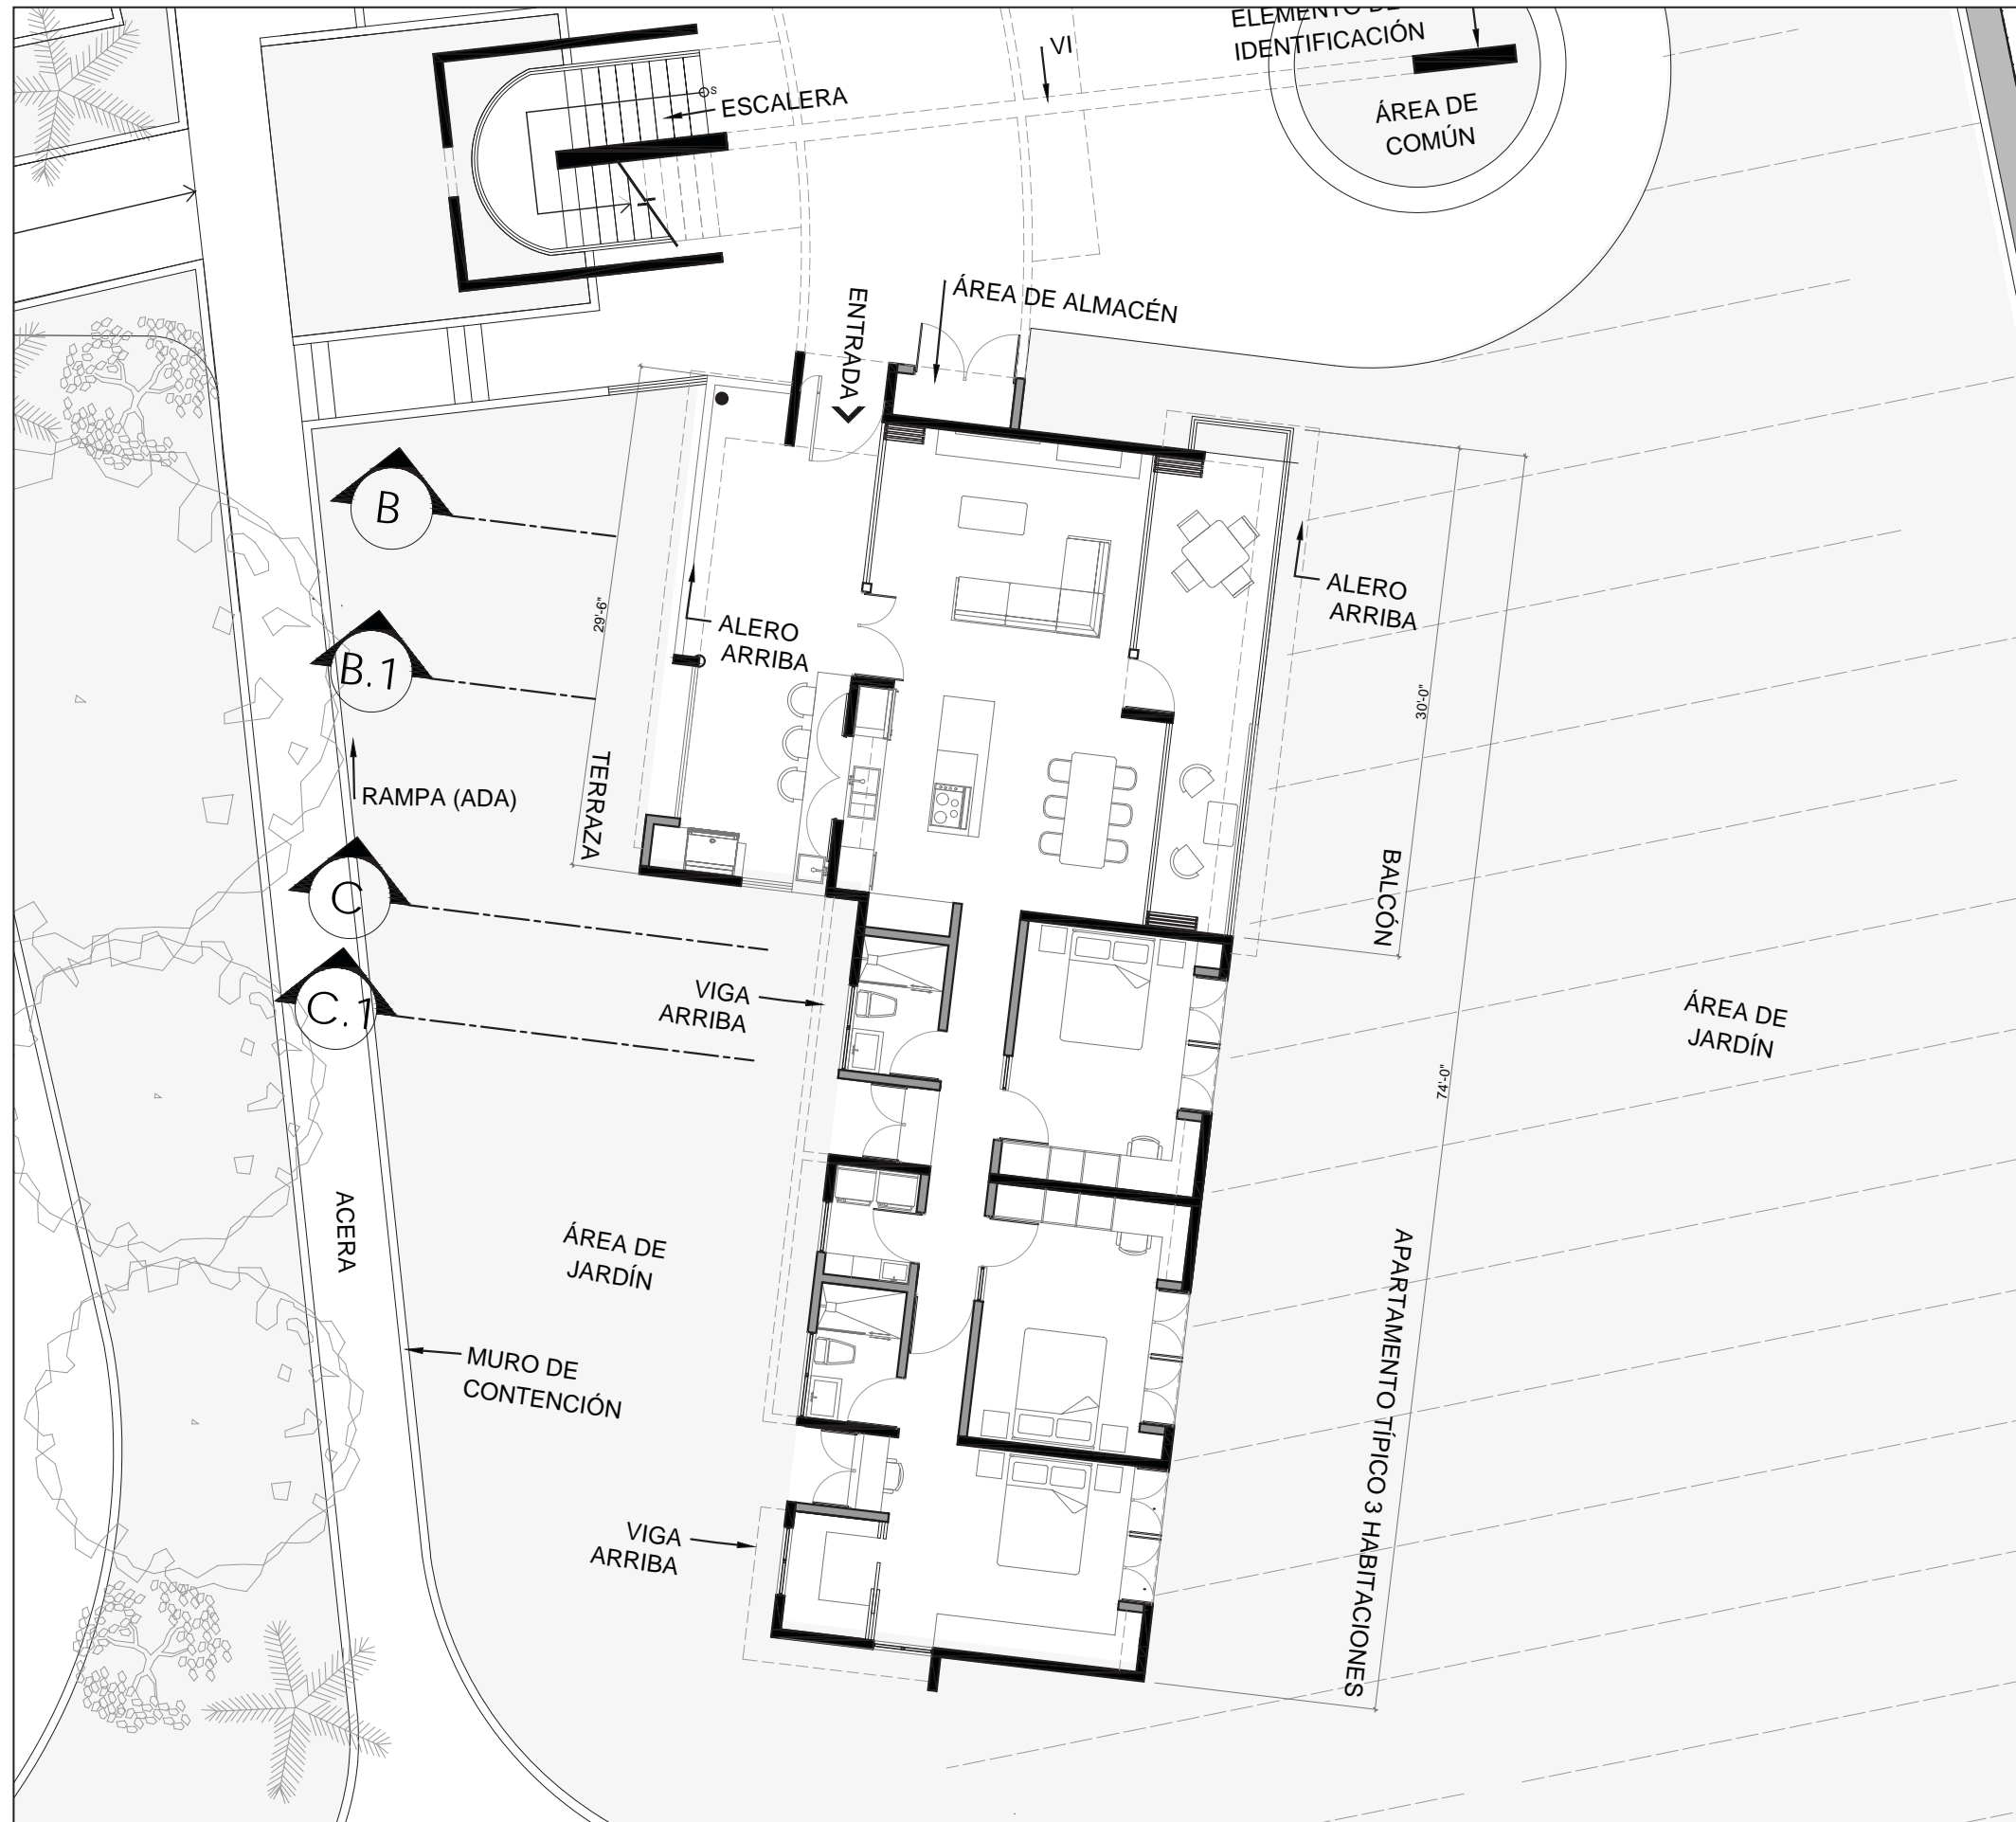 ELEMENTO DE
IDENTIFICACIÓN
VI
ESCALERA
S
ÁREA DE
COMÚN
ENTRADA
ÁREA DE ALMACÉN
B
ALERO
ARRIBA
29'-6"
ALERO
ARRIBA
B.1
30'-0"
RAMPA (ADA)
TERRAZA
C
BALCÓN
C.1
VIGA
ARRIBA
ÁREA DE
JARDÍN
74'-0"
ACERA
ÁREA DE
JARDÍN
APARTAMENTO TÍPICO 3 HABITACIONES
MURO DE
CONTENCIÓN
VIGA
ARRIBA